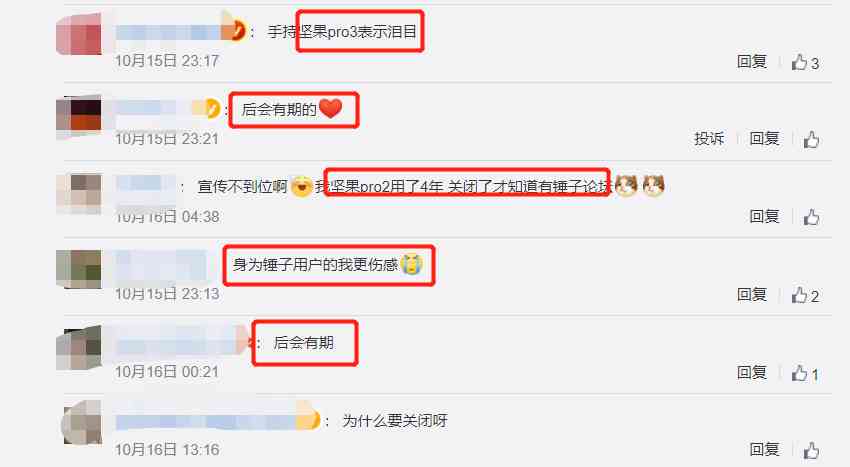 ： 手持坚果pro3表示泪目
10月15日 23:17
回复 3
： 后会有期的❤️
10月15日 23:21
投诉 回复
： 宣传不到位啊 我坚果pro2用了4年 关闭了才知道有锤子论坛
10月16日 04:38
回复
身为锤子用户的我更伤感😭
10月15日 23:13
回复 2
： 后会有期
10月16日 00:21
回复 1
： 为什么要关闭呀
10月16日 13:16
回复